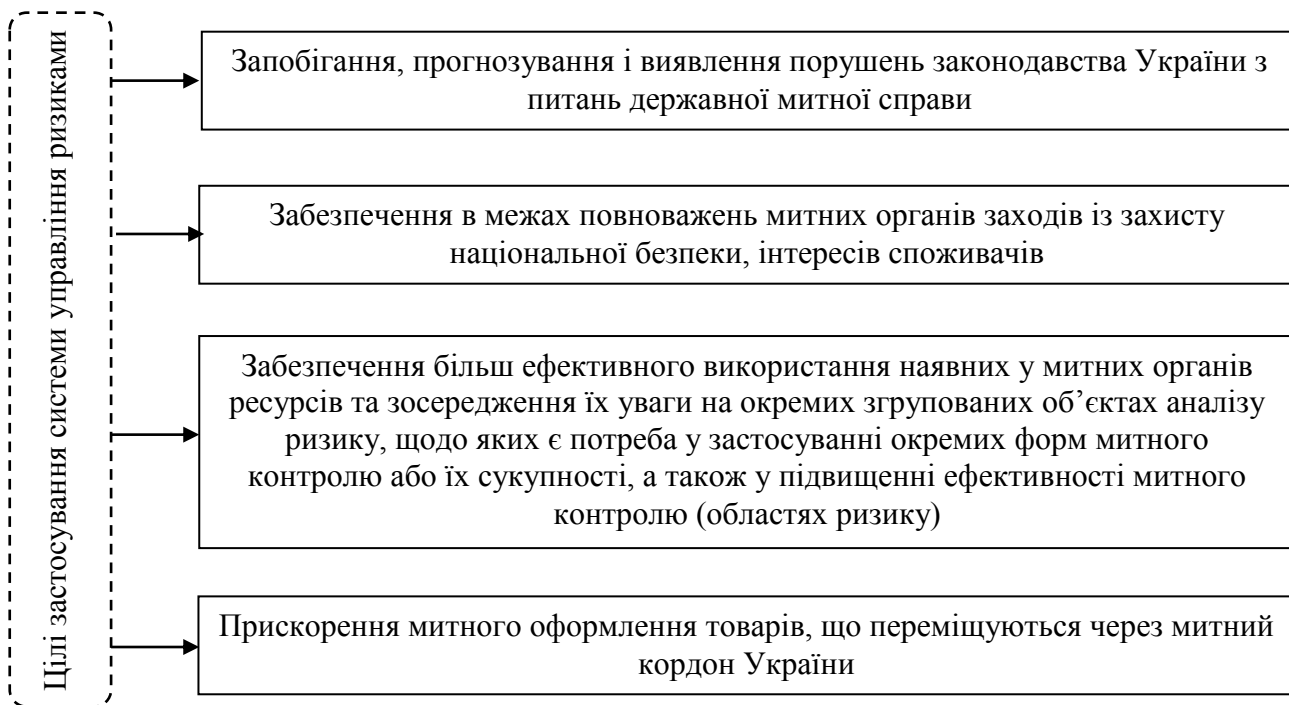 Цілі застосування системи управління ризиками
Запобігання, прогнозування і виявлення порушень законодавства України з
питань державної митної справи
Забезпечення в межах повноважень митних органів заходів із захисту
національної безпеки, інтересів споживачів
Забезпечення більш ефективного використання наявних у митних органів
ресурсів та зосередження їх уваги на окремих згрупованих об’єктах аналізу
ризику, щодо яких є потреба у застосуванні окремих форм митного
контролю або їх сукупності, а також у підвищенні ефективності митного
контролю (областях ризику)
Прискорення митного оформлення товарів, що переміщуються через митний
кордон України